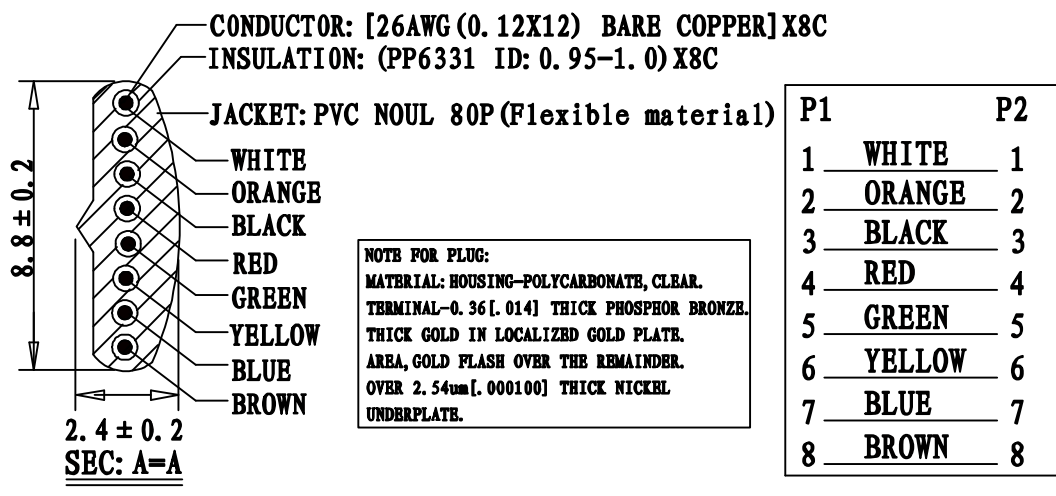 CONDUCTOR: [26AWG(0.12X12) BARE COPPER]X8C
INSULATION: (PP6331 ID: 0.95-1.0)X8C
JACKET: PVC NOUL 80P(Flexible material)
WHITE
ORANGE
BLACK
RED
GREEN
YELLOW
BLUE
BROWN
8.8±0.2
2.4±0.2
SEC: A=A
NOTE FOR PLUG:
MATERIAL: HOUSING-POLYCARBONATE, CLEAR.
TERMINAL-0.36[.014] THICK PHOSPHOR BRONZE.
THICK GOLD IN LOCALIZED GOLD PLATE.
AREA, GOLD FLASH OVER THE REMAINDER.
OVER 2.54um[.000100] THICK NICKEL
UNDERPLATE.
P1 P2
1 WHITE 1
2 ORANGE 2
3 BLACK 3
4 RED 4
5 GREEN 5
6 YELLOW 6
7 BLUE 7
8 BROWN 8